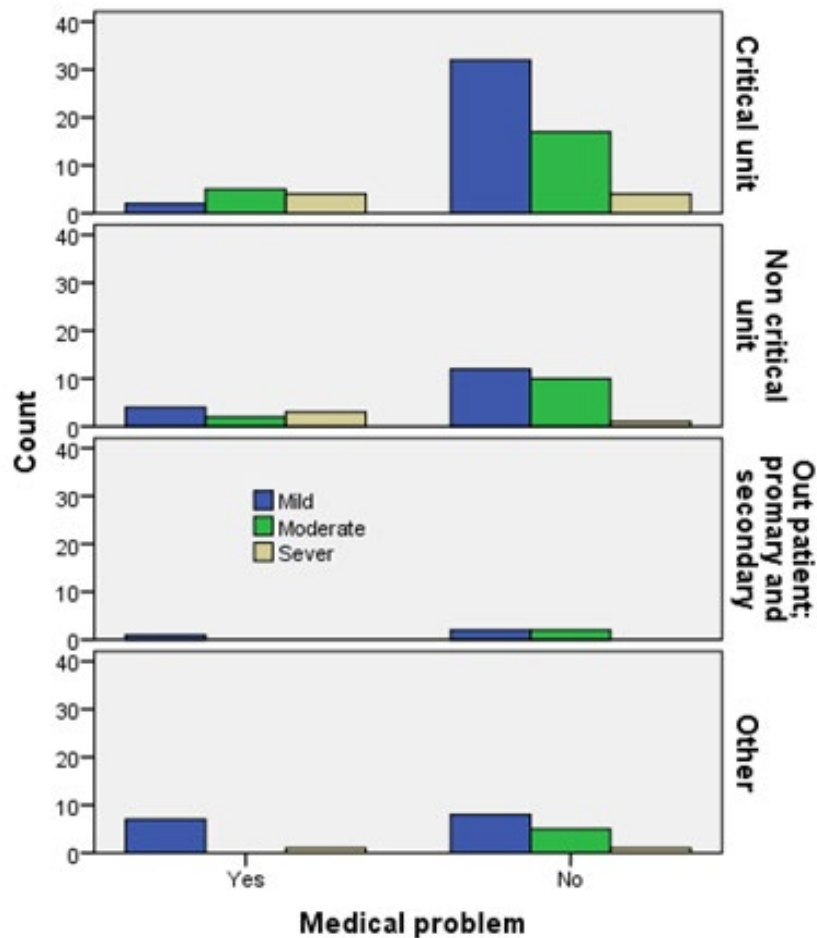 40
30
20
10
0
Critical unit
40
30
20
10
0
Non critical
unit
40
30
20
10
0
Mild
Moderate
Sever
Out patient;
promary and
secondary
40
30
20
10
0
Other
Count
Yes
No
Medical problem